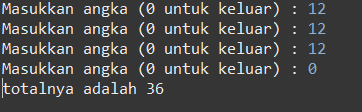 Masukkan angka (0 untuk keluar) : 12
Masukkan angka (0 untuk keluar) : 12
Masukkan angka (0 untuk keluar) : 12
Masukkan angka (0 untuk keluar) : 0
totalnya adalah 36